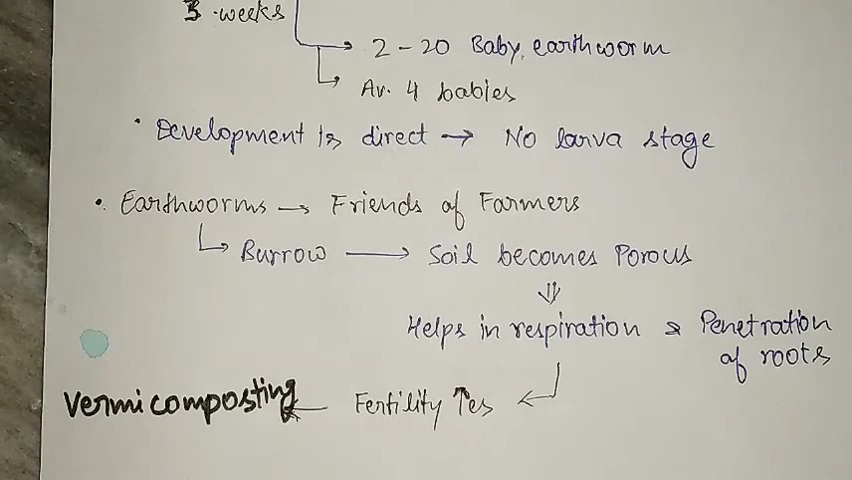 3 weeks
→ 2-20 Baby earthworm
→ Av. 4 babies
• Development is direct → No larva stage
• Earthworms → Friends of Farmers
→ Burrow → Soil becomes Porous
⇓
Helps in respiration & Penetration of roots
Vermicomposting ← Fertility ↑es ←